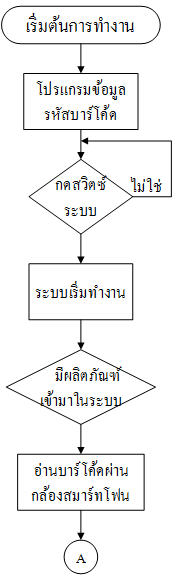 เริ่มต้นการทำงาน
โปรแกรมข้อมูล
รหัสบาร์โค้ด
กดสวิตซ์
ระบบ
ไม่ใช่
ระบบเริ่มทำงาน
มีผลิตภัณฑ์
เข้ามาในระบบ
อ่านบาร์โค้ดผ่าน
กล้องสมาร์ทโฟน
A